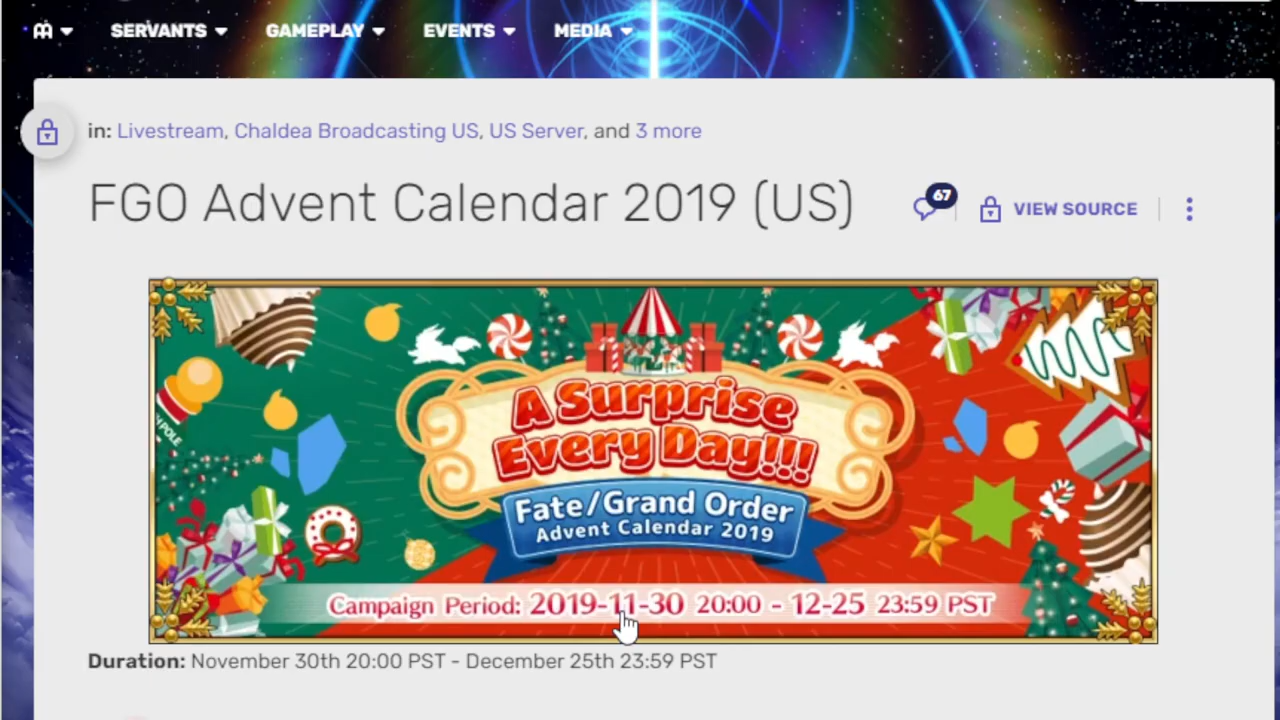 SERVANTS GAMEPLAY EVENTS MEDIA
in: Livestream, Chaldea Broadcasting US, US Server, and 3 more
FGO Advent Calendar 2019 (US)
67
VIEW SOURCE
A Surprise
Every Day!!!
POLE
Fate/Grand Order
Advent Calendar 2019
Campaign Period: 2019-11-30 20:00 - 12-25 23:59 PST
Duration: November 30th 20:00 PST - December 25th 23:59 PST